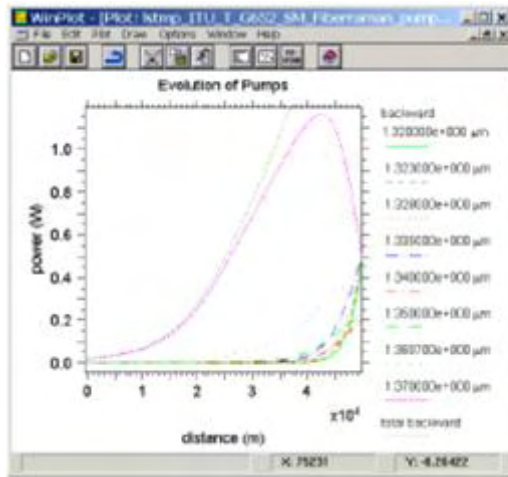 WinPlot - [Plot: lstmp_ITU_T_G652_SM_Fiberraman_pump...
File Edit Plot Draw Options Window Help
Evolution of Pumps
power (W)
1.0
0.8
0.6
0.4
0.2
0.0
0 1 2 3 4
x10⁴
distance (m)
backward
1.320000e+000 µm
1.323000e+000 µm
1.328000e+000 µm
1.335000e+000 µm
1.340000e+000 µm
1.350000e+000 µm
1.360700e+000 µm
1.370000e+000 µm
total backward
X: 75231 Y: -6.26422